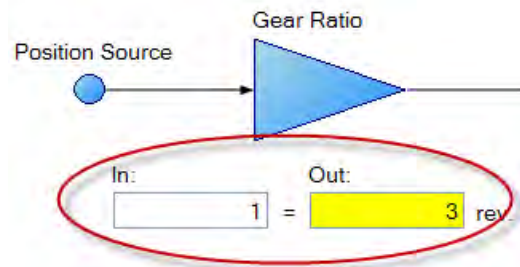 Gear Ratio
Position Source
In: Out:
1 = 3 rev.